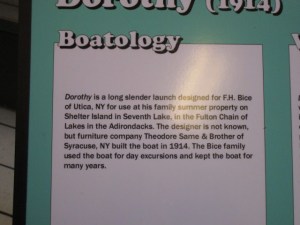 Dorothy (1914)
Boatology
Dorothy is a long slender launch designed for F.H. Bice
of Utica, NY for use at his family summer property on
Shelter Island in Seventh Lake, in the Fulton Chain of
Lakes in the Adirondacks. The designer is not known,
but furniture company Theodore Same & Brother of
Syracuse, NY built the boat in 1914. The Bice family
used the boat for day excursions and kept the boat for
many years.